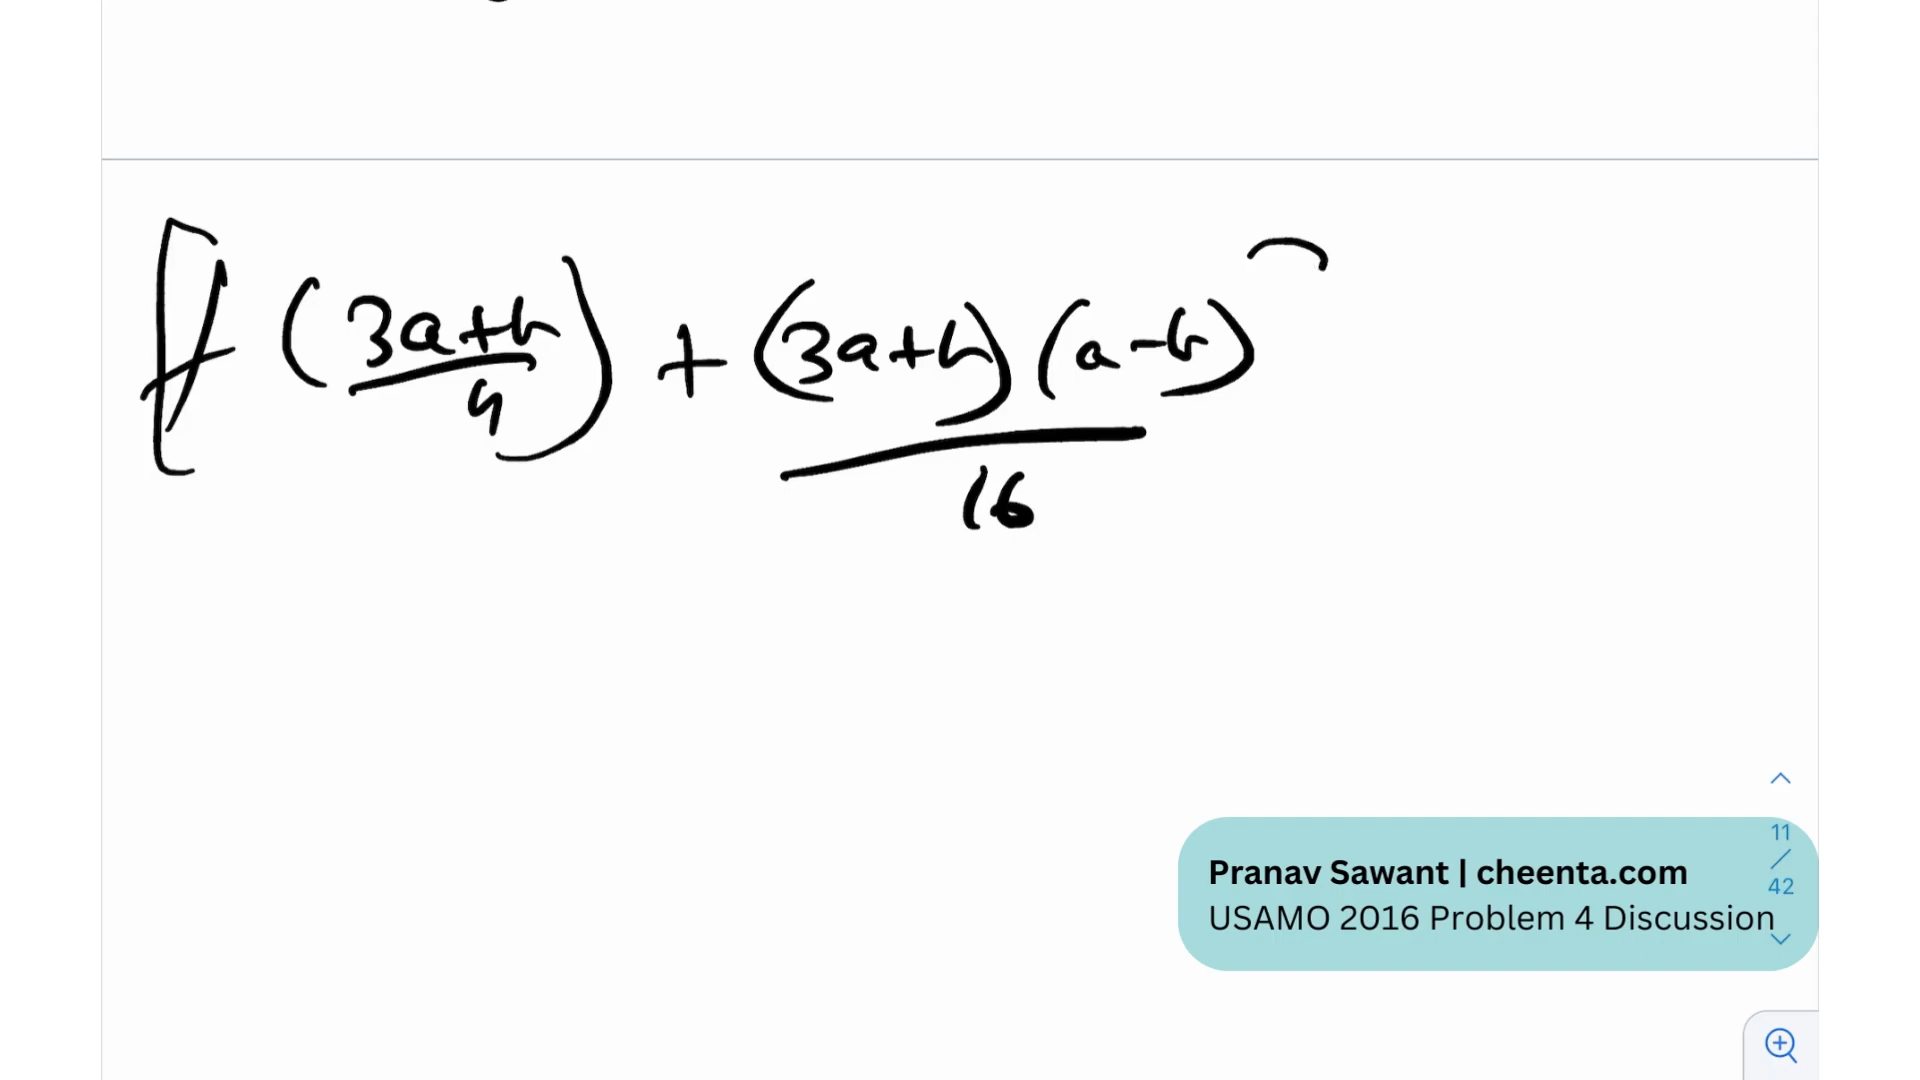 [f((3a+b)/4) + ((3a+b)(a-b))/16
11
/
42
Pranav Sawant | cheenta.com
USAMO 2016 Problem 4 Discussion